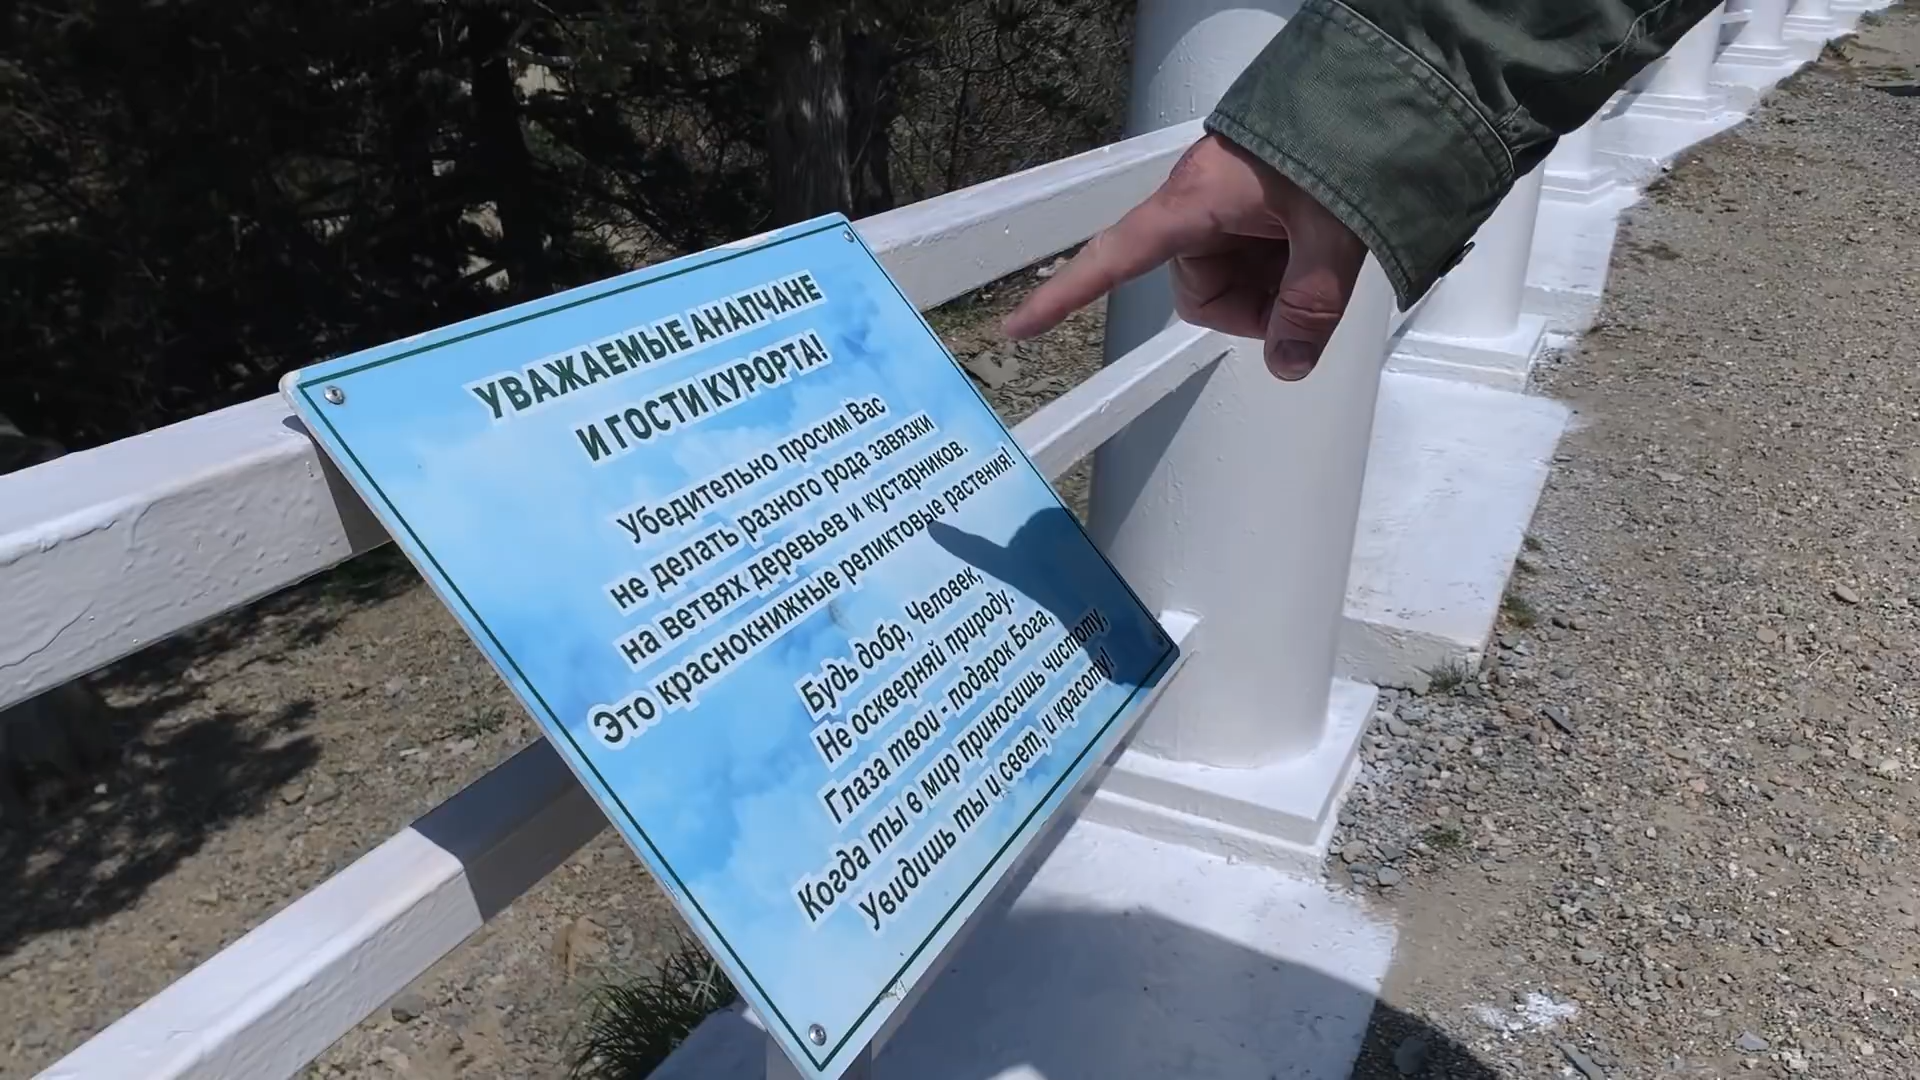 УВАЖАЕМЫЕ АНАПЧАНЕ
И ГОСТИ КУРОРТА!
Убедительно просим Вас
не делать разного рода завязки
на ветвях деревьев и кустарников.
Это краснокнижные реликтовые растения!
Будь добр, Человек,
Не оскверняй природу.
Глаза твои - подарок Бога,
Когда ты в мир приносишь чистоту,
Увидишь ты и свет, и красоту!